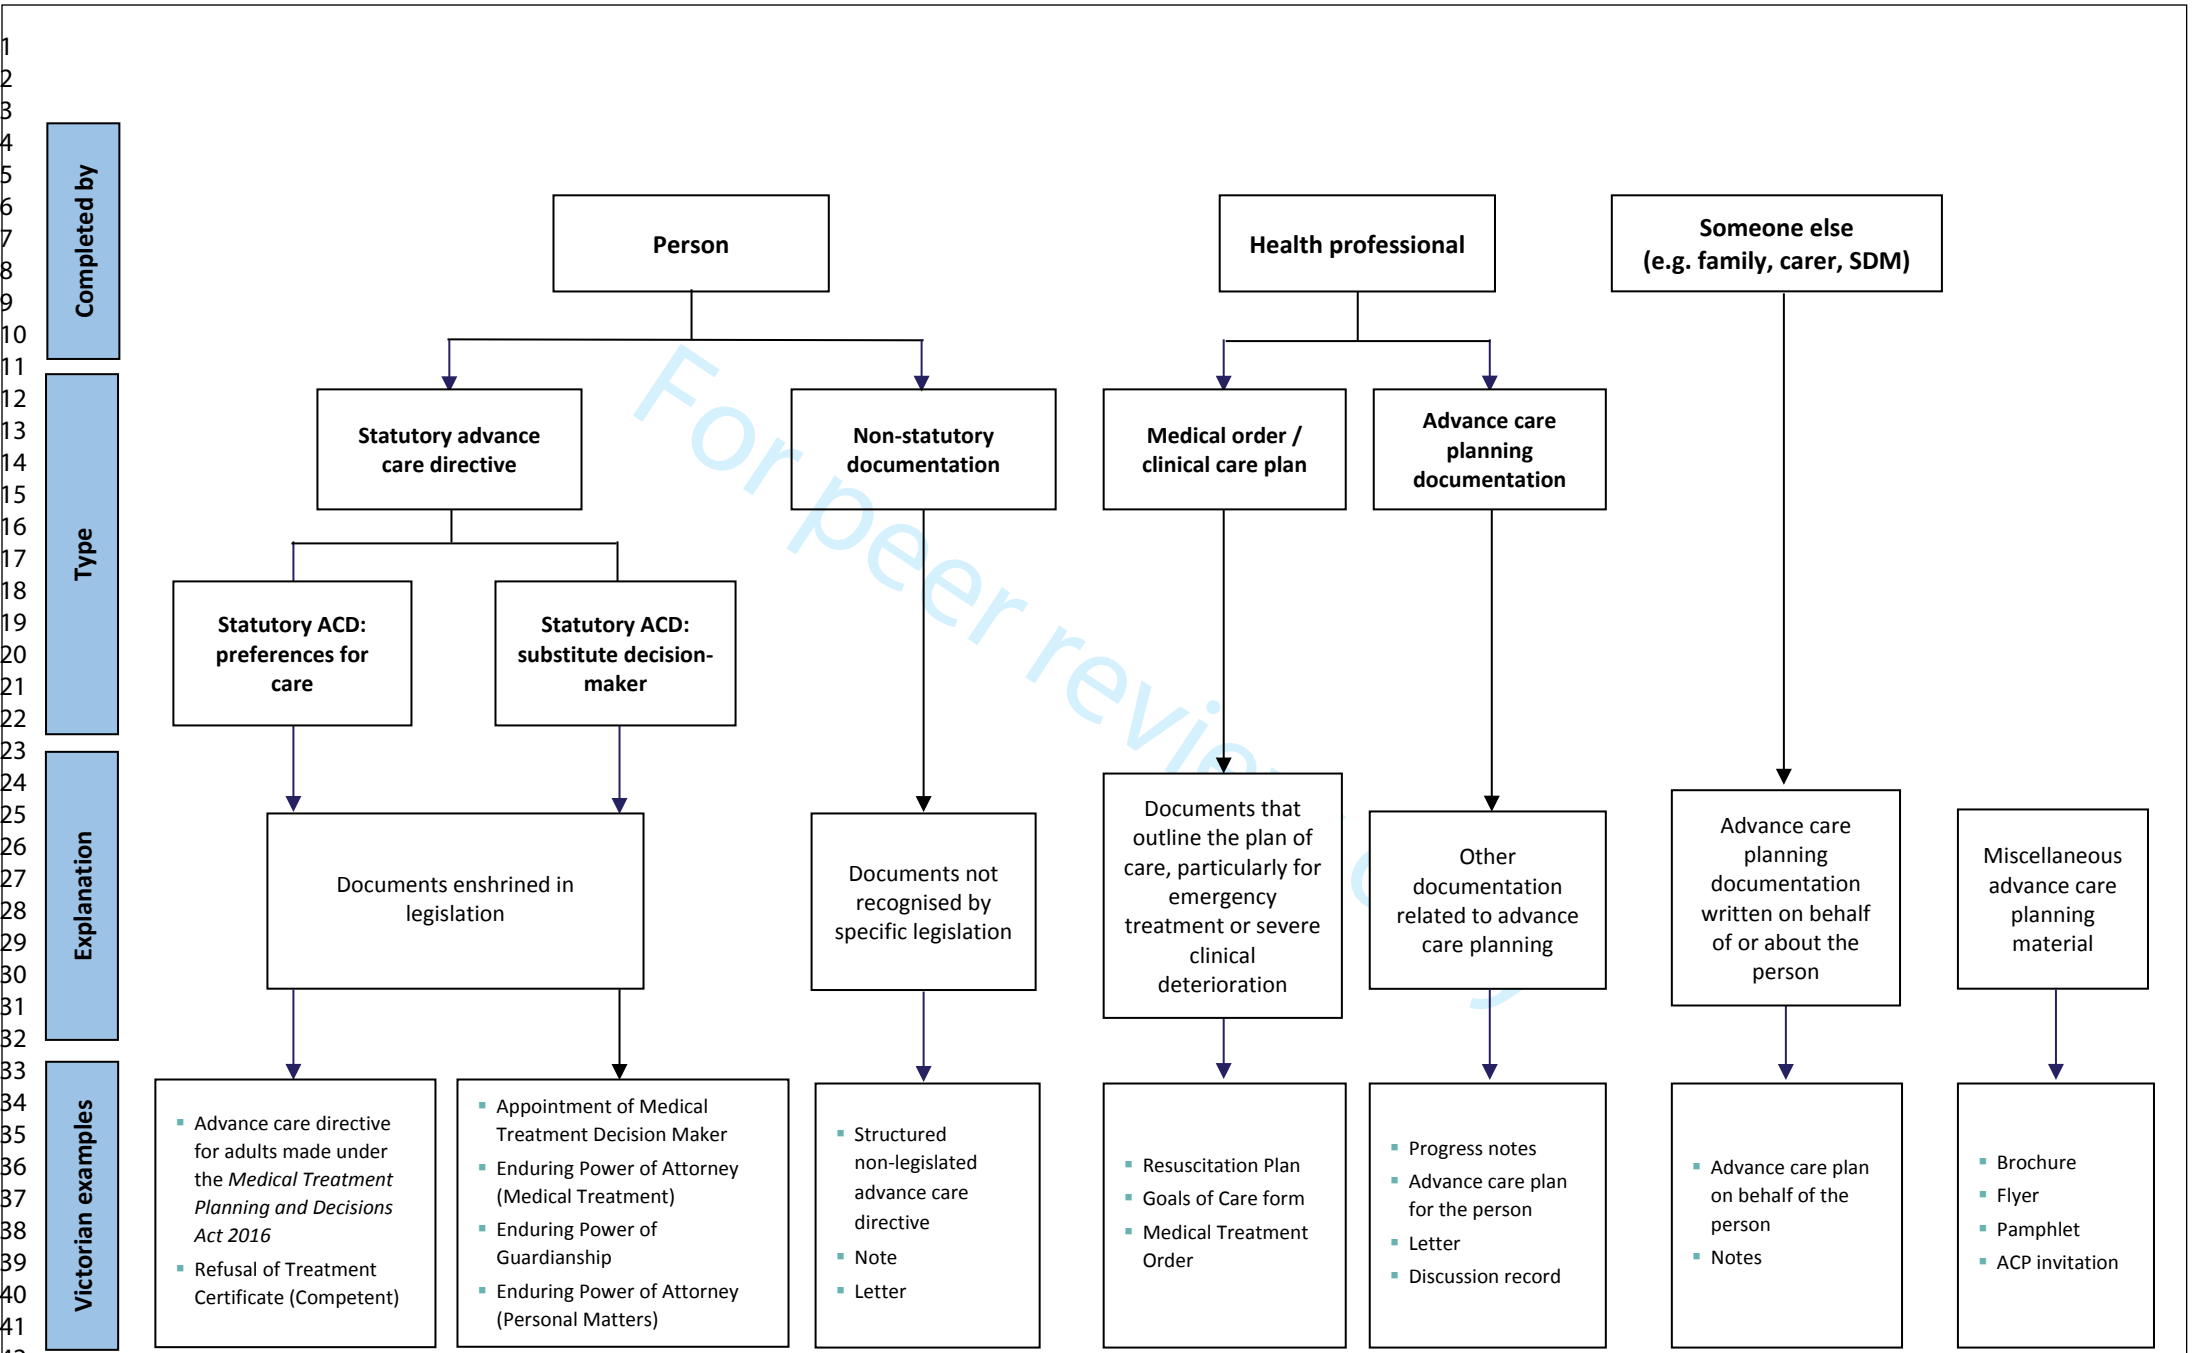 1
2
3
4
5
6
7
8
9
10
11
12
13
14
15
16
17
18
19
20
21
22
23
24
25
26
27
28
29
30
31
32
33
34
35
36
37
38
39
40
41
Completed by
Person
Health professional
Someone else
(e.g. family, carer, SDM)
Type
Statutory advance
care directive
Non-statutory
documentation
Medical order /
clinical care plan
Advance care
planning
documentation
Statutory ACD:
preferences for
care
Statutory ACD:
substitute decision-
maker
Explanation
Documents enshrined in
legislation
Documents not
recognised by
specific legislation
Documents that
outline the plan of
care, particularly for
emergency
treatment or severe
clinical
deterioration
Other
documentation
related to advance
care planning
Advance care
planning
documentation
written on behalf
of or about the
person
Miscellaneous
advance care
planning
material
Victorian examples
▪ Advance care directive
for adults made under
the Medical Treatment
Planning and Decisions
Act 2016
▪ Refusal of Treatment
Certificate (Competent)
▪ Appointment of Medical
Treatment Decision Maker
▪ Enduring Power of Attorney
(Medical Treatment)
▪ Enduring Power of
Guardianship
▪ Enduring Power of Attorney
(Personal Matters)
▪ Structured
non-legislated
advance care
directive
▪ Note
▪ Letter
▪ Resuscitation Plan
▪ Goals of Care form
▪ Medical Treatment
Order
▪ Progress notes
▪ Advance care plan
for the person
▪ Letter
▪ Discussion record
▪ Advance care plan
on behalf of the
person
▪ Notes
▪ Brochure
▪ Flyer
▪ Pamphlet
▪ ACP invitation
For peer review